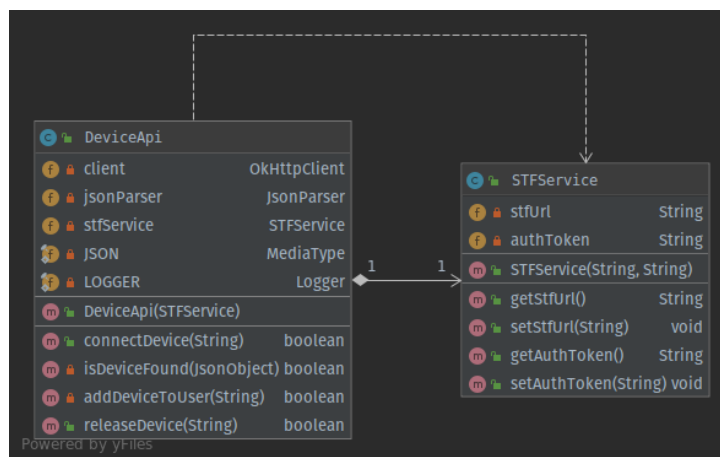 DeviceApi
client OkHttpClient
jsonParser JsonParser
stfService STFService
JSON MediaType
LOGGER Logger
DeviceApi(STFService)
connectDevice(String) boolean
isDeviceFound(JsonObject) boolean
addDeviceToUser(String) boolean
releaseDevice(String) boolean
1 1
STFService
stfUrl String
authToken String
STFService(String, String)
getStfUrl() String
setStfUrl(String) void
getAuthToken() String
setAuthToken(String) void
Powered by yFiles